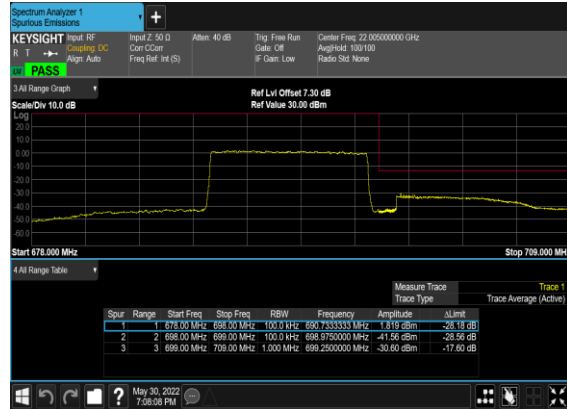 Spectrum Analyzer 1
Spurious Emissions
+
KEYSIGHT Input: RF Input Z: 50 Ω Atten: 40 dB Trig: Free Run Center Freq: 22.005000000 GHz
R T Coupling: DC Corr CCorr Gate: Off Avg|Hold: 100/100
Align: Auto Freq Ref: Int (S) IF Gain: Low Radio Std: None
PASS
3 All Range Graph
Ref Lvl Offset 7.30 dB
Scale/Div 10.0 dB Ref Value 30.00 dBm
Log
20.0
10.0
0.00
-10.0
-20.0
-30.0
-40.0
-50.0
-60.0
Start 678.000 MHz Stop 709.000 MHz
4 All Range Table
Measure Trace Trace 1
Trace Type Trace Average (Active)
Spur Range Start Freq Stop Freq RBW Frequency Amplitude ΔLimit
1 1 678.00 MHz 698.00 MHz 100.0 kHz 690.7333333 MHz 1.819 dBm -28.18 dB
2 2 698.00 MHz 699.00 MHz 100.0 kHz 698.9750000 MHz -41.56 dBm -28.56 dB
3 3 699.00 MHz 709.00 MHz 1.000 MHz 699.2500000 MHz -30.60 dBm -17.60 dB
? May 30, 2022
7:08:08 PM